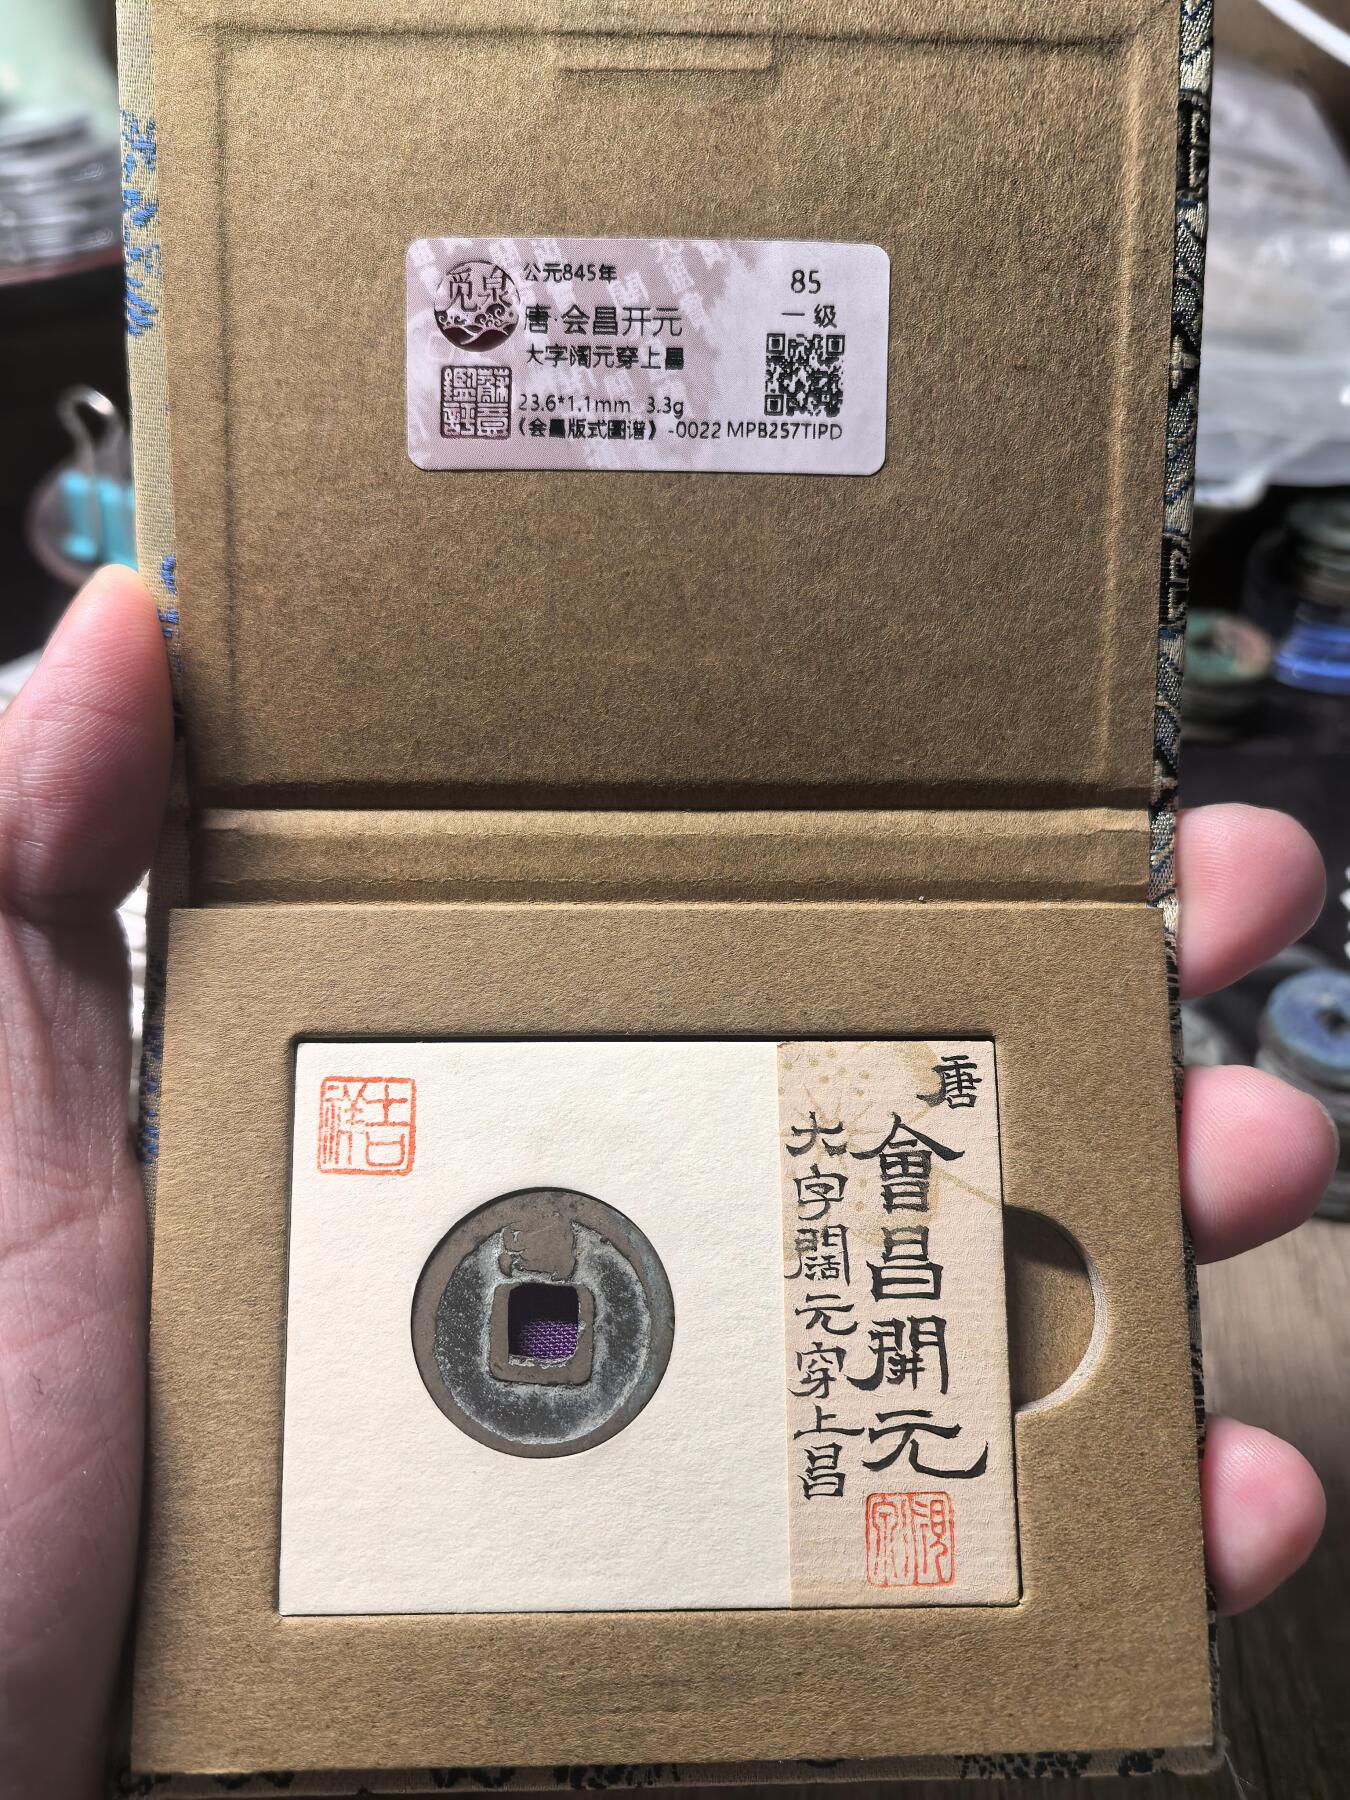 觅泉
公元845年
唐·会昌开元
大字阔元穿上昌
23.6*1.1mm 3.3g
《会昌版式图谱》-0022 MPB257TIPD
85
一级
吉祥
唐
會昌開元
大字闊元穿上昌